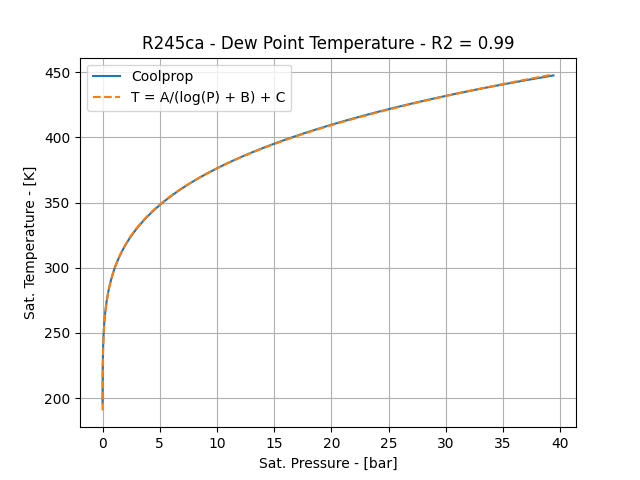 R245ca - Dew Point Temperature - R2 = 0.99
Coolprop
T = A/(log(P) + B) + C
Sat. Temperature - [K]
450
400
350
300
250
200
0 5 10 15 20 25 30 35 40
Sat. Pressure - [bar]